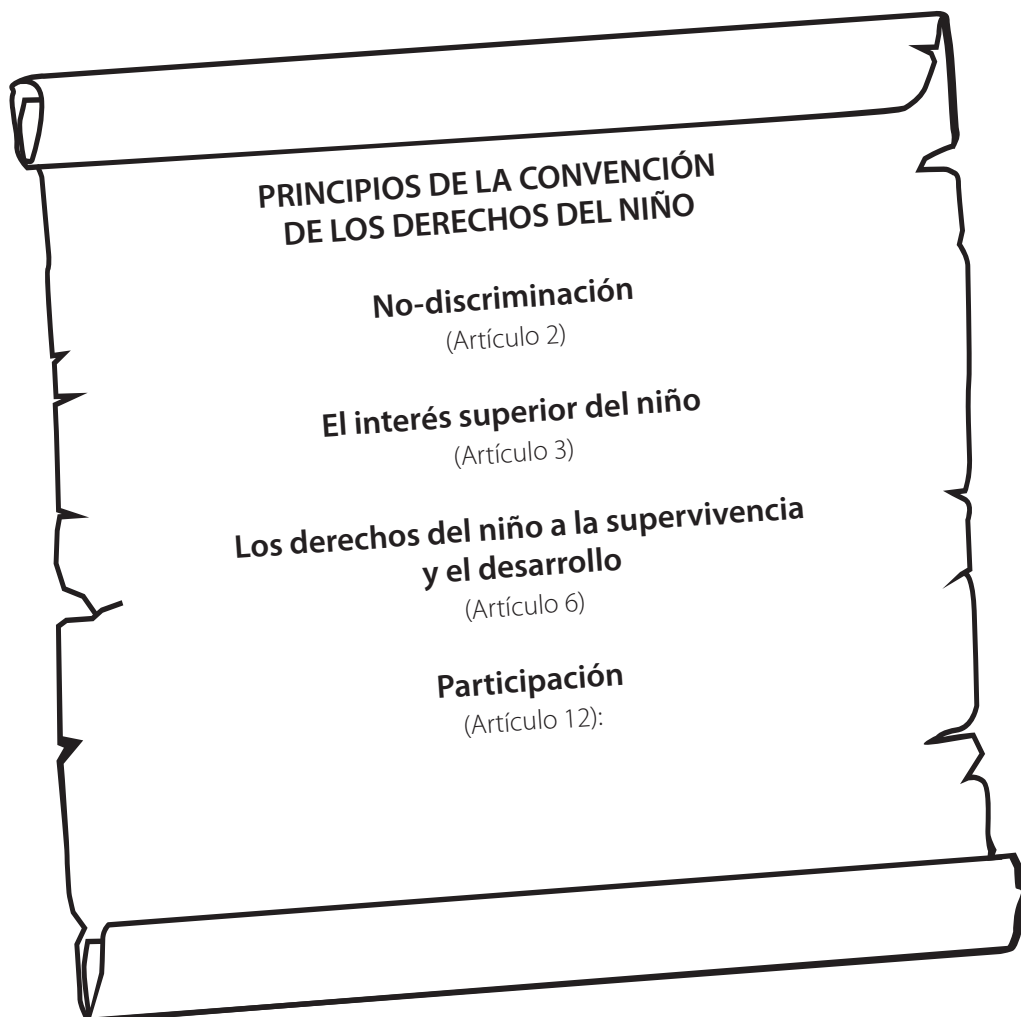 PRINCIPIOS DE LA CONVENCIÓN
DE LOS DERECHOS DEL NIÑO
No-discriminación
(Artículo 2)
El interés superior del niño
(Artículo 3)
Los derechos del niño a la supervivencia
y el desarrollo
(Artículo 6)
Participación
(Artículo 12):